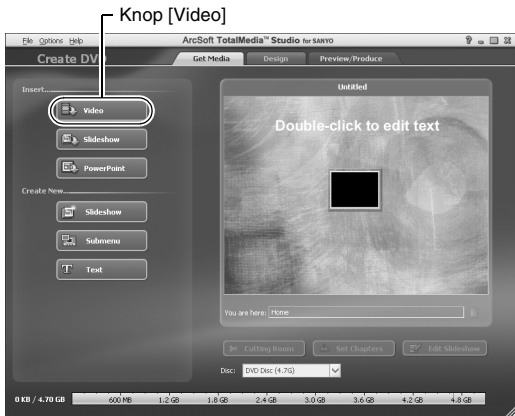 Knop [Video]
File Options Help
ArcSoft TotalMedia™ Studio for SANYO
Create DVD
Get Media
Design
Preview/Produce
Insert...
Video
Slideshow
PowerPoint
Create New...
Slideshow
Submenu
Text
Untitled
Double-click to edit text
You are here: Home
Cutting Room
Set Chapters
Edit Slideshow
Disc: DVD Disc (4.7G)
0 KB / 4.70 GB 600 MB 1.2 GB 1.8 GB 2.4 GB 3.0 GB 3.6 GB 4.2 GB 4.8 GB